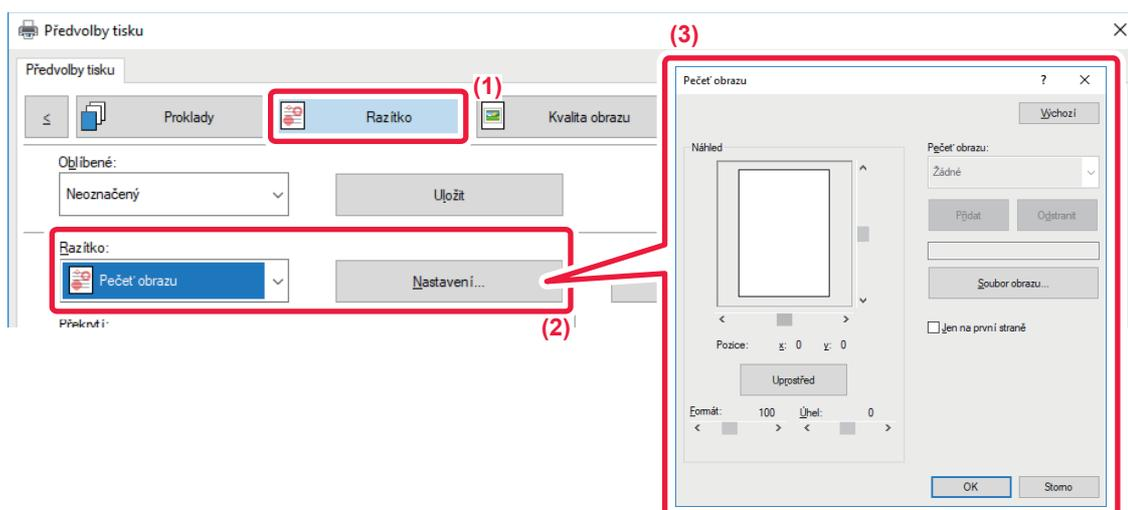 Předvolby tisku
(3)
Předvolby tisku
(1)
≤
Proklady
Razítko
Kvalita obrazu
Oblíbené:
Neoznačený
Uložit
Razítko:
Pečeť obrazu
Nastavení...
(2)
Překrytí:
Pečeť obrazu
?
Výchozí
Náhled
Pečeť obrazu:
Žádné
Přidat
Odstranit
Soubor obrazu...
Jen na první straně
Pozice: x: 0 y: 0
Uprostřed
Formát: 100 Úhel: 0
OK
Storno